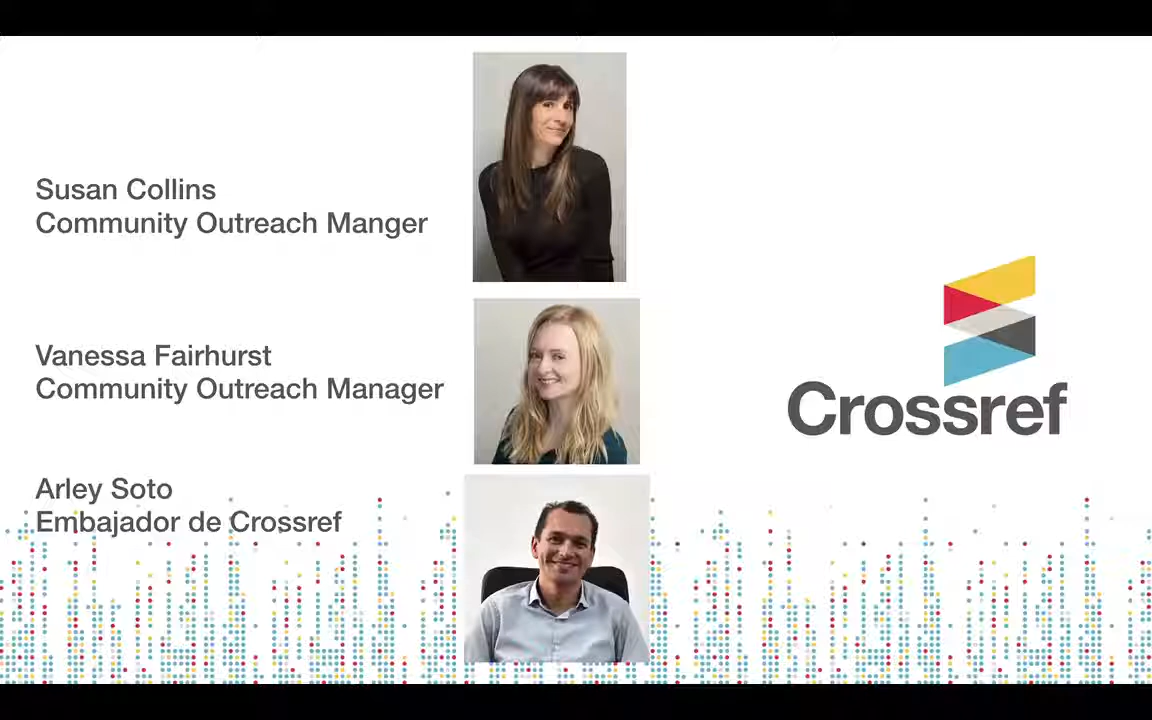 Susan Collins
Community Outreach Manger
Vanessa Fairhurst
Community Outreach Manager
Arley Soto
Embajador de Crossref
Crossref